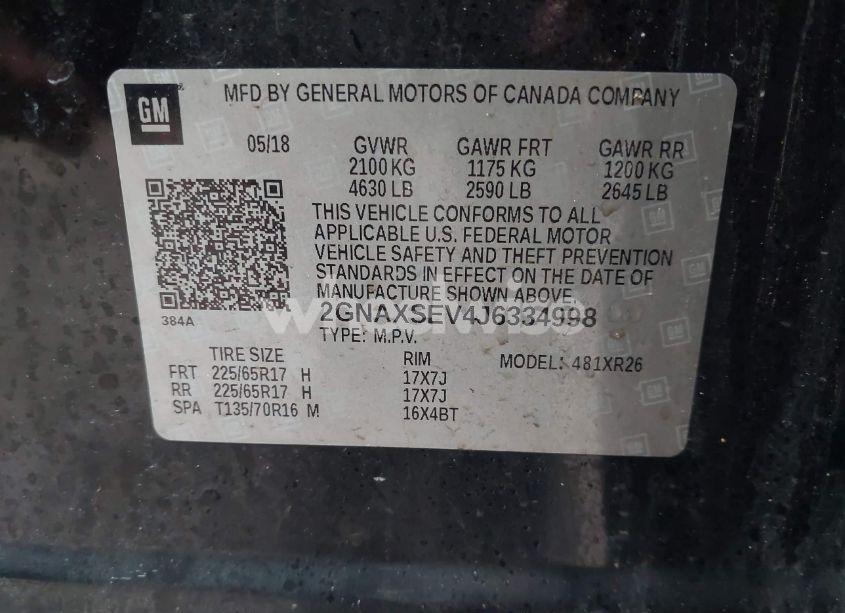 GM
MFD BY GENERAL MOTORS OF CANADA COMPANY
05/18 GVWR GAWR FRT GAWR RR
2100 KG 1175 KG 1200 KG
4630 LB 2590 LB 2645 LB
THIS VEHICLE CONFORMS TO ALL
APPLICABLE U.S. FEDERAL MOTOR
VEHICLE SAFETY AND THEFT PREVENTION
STANDARDS IN EFFECT ON THE DATE OF
MANUFACTURE SHOWN ABOVE.
384A
2GNAXSEV4J6334998
TYPE: M.P.V.
TIRE SIZE RIM MODEL: 481XR26
FRT 225/65R17 H 17X7J
RR 225/65R17 H 17X7J
SPA T135/70R16 M 16X4BT